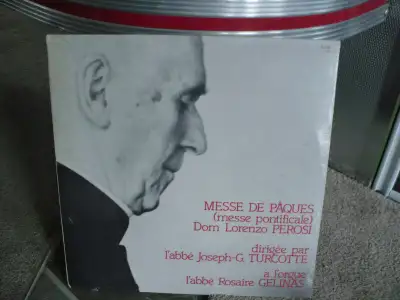 MESSE DE PÂQUES
(messe pontificale)
Dom Lorenzo PEROSI
dirigée par
l'abbé Joseph-G. TURCOTTE
a l'orgue
l'abbé Rosaire GELINAS